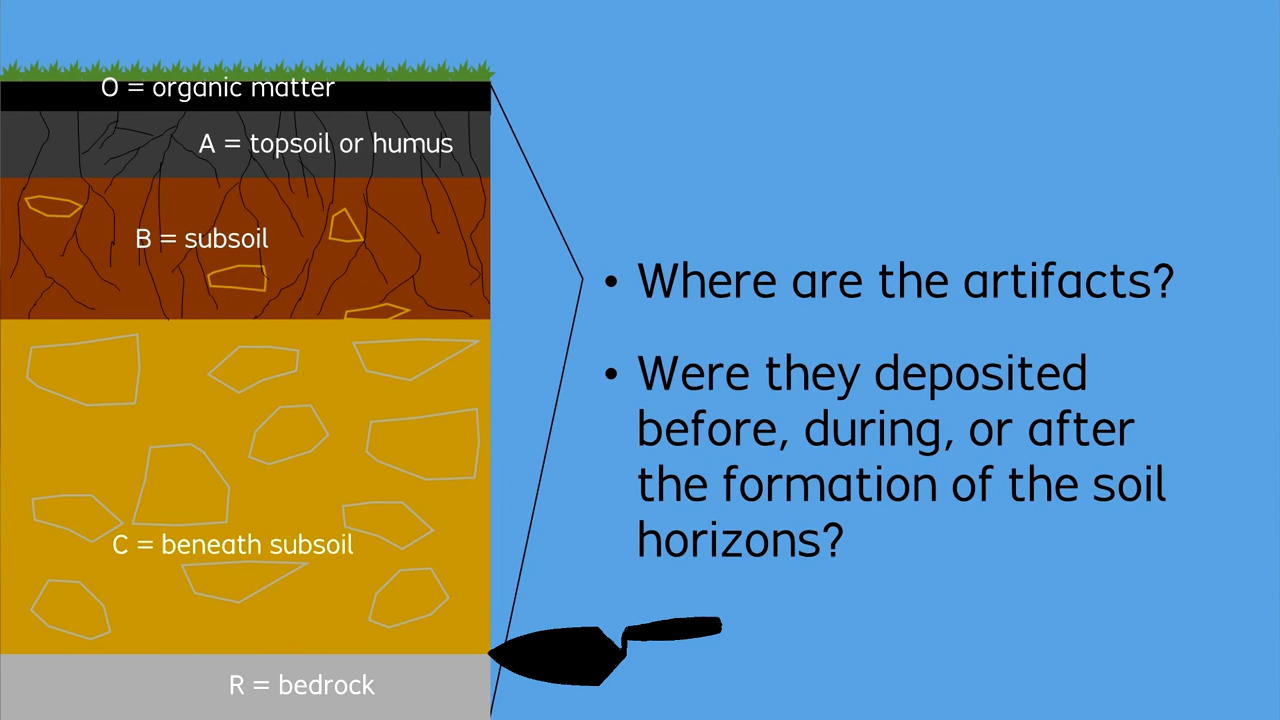 O = organic matter
A = topsoil or humus
B = subsoil
C = beneath subsoil
R = bedrock
• Where are the artifacts?
• Were they deposited
before, during, or after
the formation of the soil
horizons?